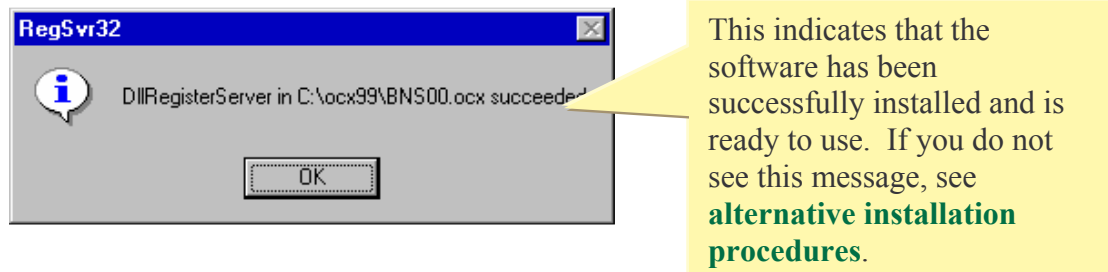 RegSvr32
DllRegisterServer in C:\ocx99\BNS00.ocx succeeded
OK
This indicates that the
software has been
successfully installed and is
ready to use.  If you do not
see this message, see
alternative installation
procedures.